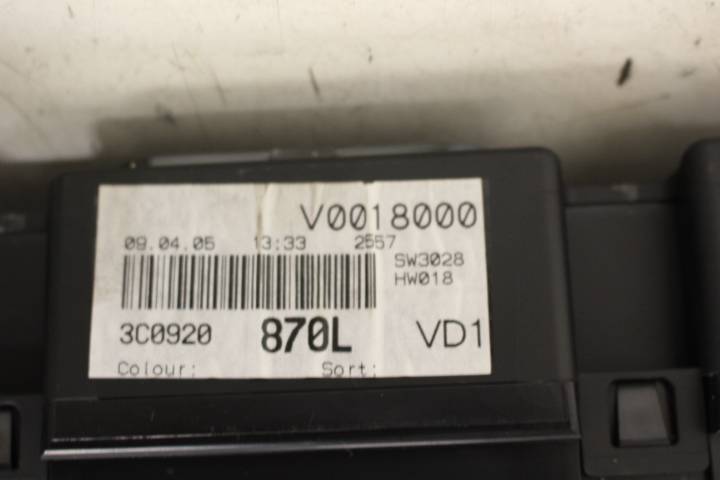 V0018000
09.04.05 13:33 2557
SW3028
HW018
3C0920 870L VD1
Colour: Sort: